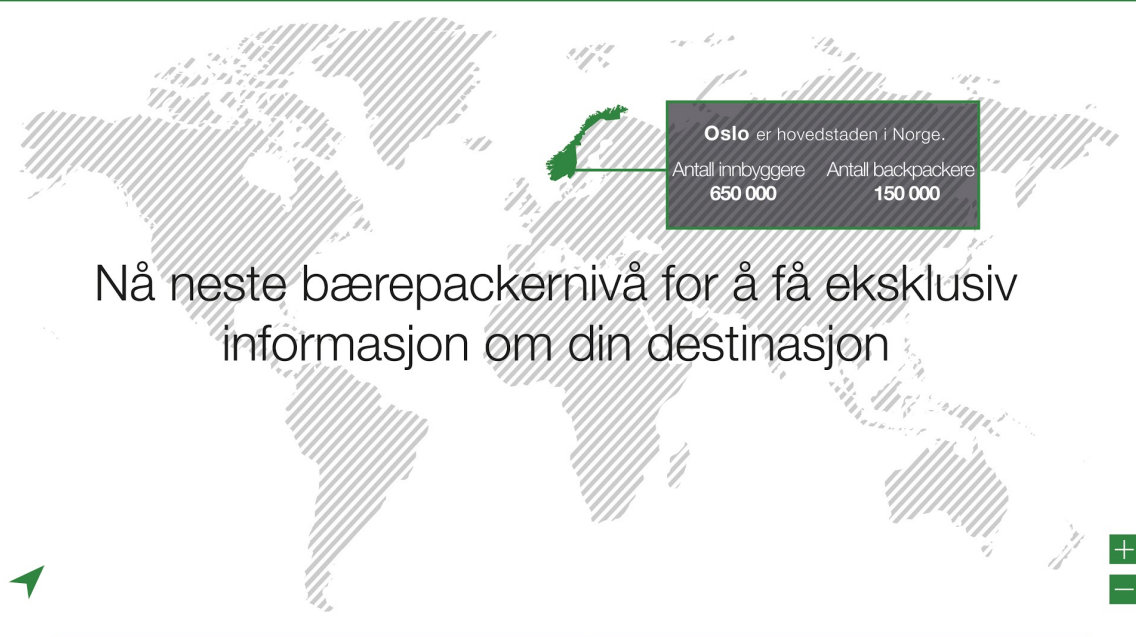 Oslo er hovedstaden i Norge.
Antall innbyggere Antall backpackere
650 000 150 000
Nå neste bærepackernivå for å få eksklusiv
informasjon om din destinasjon